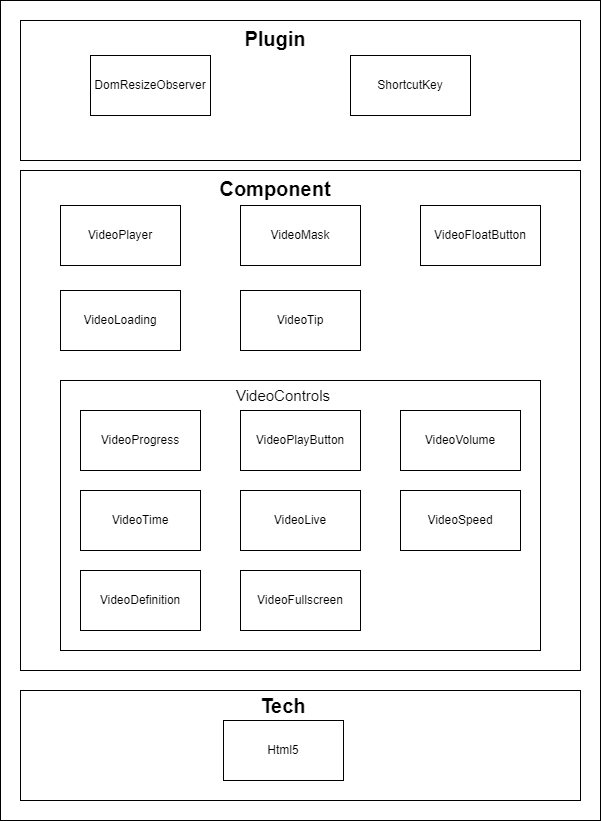 Plugin
DomResizeObserver
ShortcutKey
Component
VideoPlayer
VideoMask
VideoFloatButton
VideoLoading
VideoTip
VideoControls
VideoProgress
VideoPlayButton
VideoVolume
VideoTime
VideoLive
VideoSpeed
VideoDefinition
VideoFullscreen
Tech
Html5